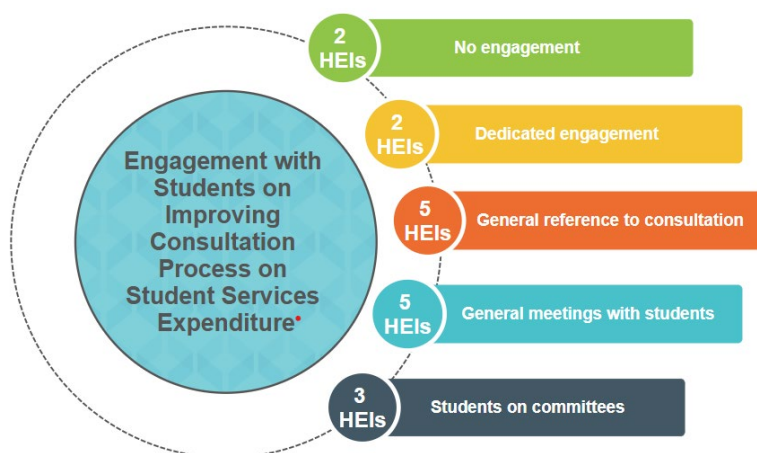 Engagement with
Students on
Improving
Consultation
Process on
Student Services
Expenditure*
2
HEIs
No engagement
2
HEIs
Dedicated engagement
5
HEIs
General reference to consultation
5
HEIs
General meetings with students
3
HEIs
Students on committees